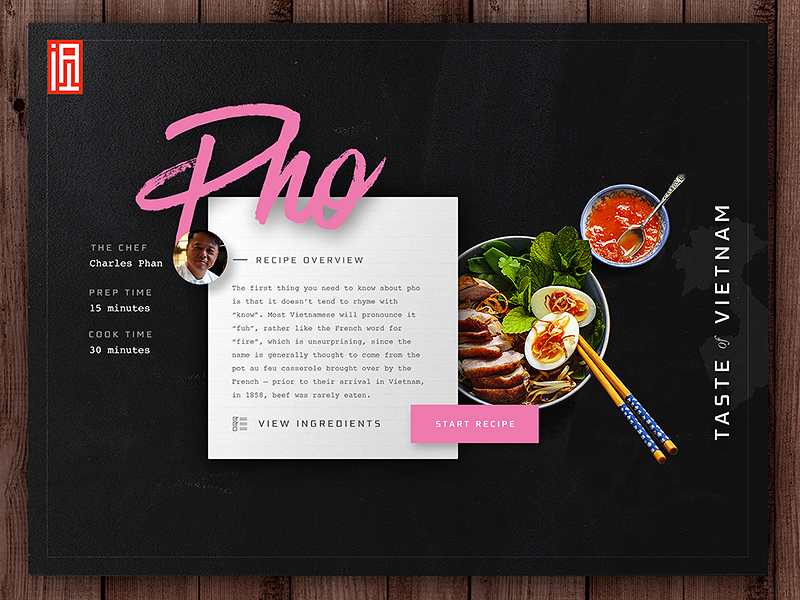 Pho
THE CHEF
Charles Phan
PREP TIME
15 minutes
COOK TIME
30 minutes
RECIPE OVERVIEW
The first thing you need to know about pho
is that it doesn't tend to rhyme with
“know”. Most Vietnamese will pronounce it
“fuh”, rather like the French word for
“fire”, which is unsurprising, since the
name is generally thought to come from the
pot au feu casserole brought over by the
French – prior to their arrival in Vietnam,
in 1858, beef was rarely eaten.
VIEW INGREDIENTS
START RECIPE
TASTE of VIETNAM